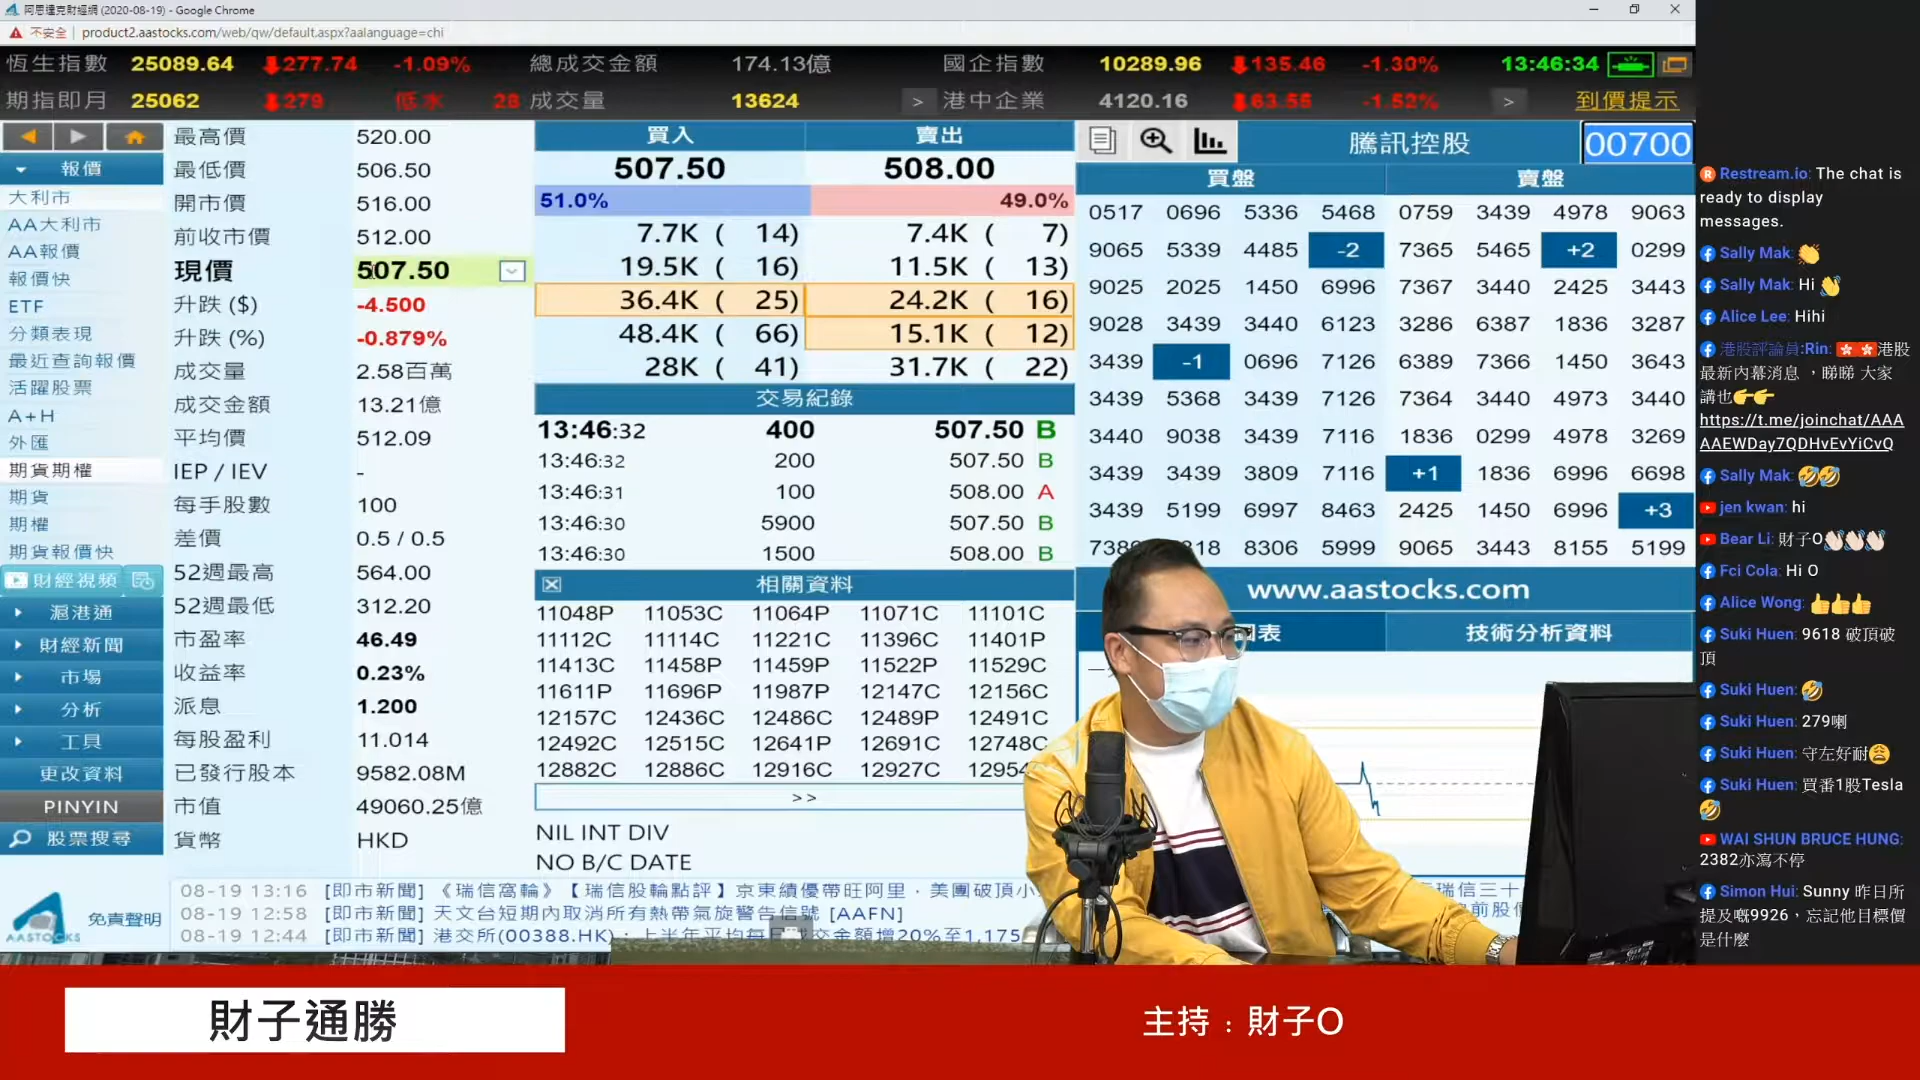 阿思達克財經網 (2020-08-19) - Google Chrome
不安全 product2.aastocks.com/web/qw/default.aspx?aalanguage=chi
恆生指數 25089.64 277.74 -1.09% 總成交金額 174.13億 國企指數 10289.96 135.46 -1.30% 13:46:34
期指即月 25062 279 低水 28 成交量 13624 > 港中企業 4120.16 63.55 -1.52% > 到價提示
報價
大利市
AA大利市
AA報價
報價快
ETF
分類表現
最近查詢報價
活躍股票
A+H
外匯
期貨期權
期貨
期權
期貨報價快
財經視頻
滬港通
財經新聞
市場
分析
工具
更改資料
PINYIN
股票搜尋
AASTOCKS 免責聲明
最高價 520.00
最低價 506.50
開市價 516.00
前收市價 512.00
現價 507.50
升跌 ($) -4.500
升跌 (%) -0.879%
成交量 2.58百萬
成交金額 13.21億
平均價 512.09
IEP / IEV -
每手股數 100
差價 0.5 / 0.5
52週最高 564.00
52週最低 312.20
市盈率 46.49
收益率 0.23%
派息 1.200
每股盈利 11.014
已發行股本 9582.08M
市值 49060.25億
貨幣 HKD
買入 賣出
507.50 508.00
51.0% 49.0%
7.7K ( 14) 7.4K ( 7)
19.5K ( 16) 11.5K ( 13)
36.4K ( 25) 24.2K ( 16)
48.4K ( 66) 15.1K ( 12)
28K ( 41) 31.7K ( 22)
交易紀錄
13:46:32 400 507.50 B
13:46:32 200 507.50 B
13:46:31 100 508.00 A
13:46:30 5900 507.50 B
13:46:30 1500 508.00 B
相關資料
11048P 11053C 11064P 11071C 11101C
11112C 11114C 11221C 11396C 11401P
11413C 11458P 11459P 11522P 11529C
11611P 11696P 11987P 12147C 12156C
12157C 12436C 12486C 12489P 12491C
12492C 12515C 12641P 12691C 12748C
12882C 12886C 12916C 12927C 12954
>>
NIL INT DIV
NO B/C DATE
騰訊控股 00700
買盤 賣盤
0517 0696 5336 5468 0759 3439 4978 9063
9065 5339 4485 -2 7365 5465 +2 0299
9025 2025 1450 6996 7367 3440 2425 3443
9028 3439 3440 6123 3286 6387 1836 3287
3439 -1 0696 7126 6389 7366 1450 3643
3439 5368 3439 7126 7364 3440 4973 3440
3440 9038 3439 7116 1836 0299 4978 3269
3439 3439 3809 7116 +1 1836 6996 6698
3439 5199 6997 8463 2425 1450 6996 +3
738 18 8306 5999 9065 3443 8155 5199
www.aastocks.com
圖表 技術分析資料
08-19 13:16 [即市新聞] 《瑞信窩輪》【瑞信股輪點評】京東績優帶旺阿里，美團破頂小 瑞信三十
08-19 12:58 [即市新聞] 天文台短期內取消所有熱帶氣旋警告信號 [AAFN] 前股價
08-19 12:44 [即市新聞] 港交所(00388.HK)：上半年平均每日成交金額增20%至1,175
Restream.io: The chat is
ready to display
messages.
Sally Mak: 👏
Sally Mak: Hi 👋
Alice Lee: Hihi
港股評論員:Rin: 🇭🇰🇭🇰港股
最新內幕消息，睇睇 大家
講也👉👉
https://t.me/joinchat/AAA
AAEWDay7QDHvEvYiCvQ
Sally Mak: 🤣🤣
jen kwan: hi
Bear Li: 財子O👏🏻👏🏻👏🏻
Fci Cola: Hi O
Alice Wong: 👍👍👍
Suki Huen: 9618 破頂破
頂
Suki Huen: 🤣
Suki Huen: 279喇
Suki Huen: 守左好耐😩
Suki Huen: 買番1股Tesla
🤣
WAI SHUN BRUCE HUNG:
2382亦瀉不停
Simon Hui: Sunny 昨日所
提及嘅9926，忘記他目標價
是什麼
財子通勝
主持：財子O